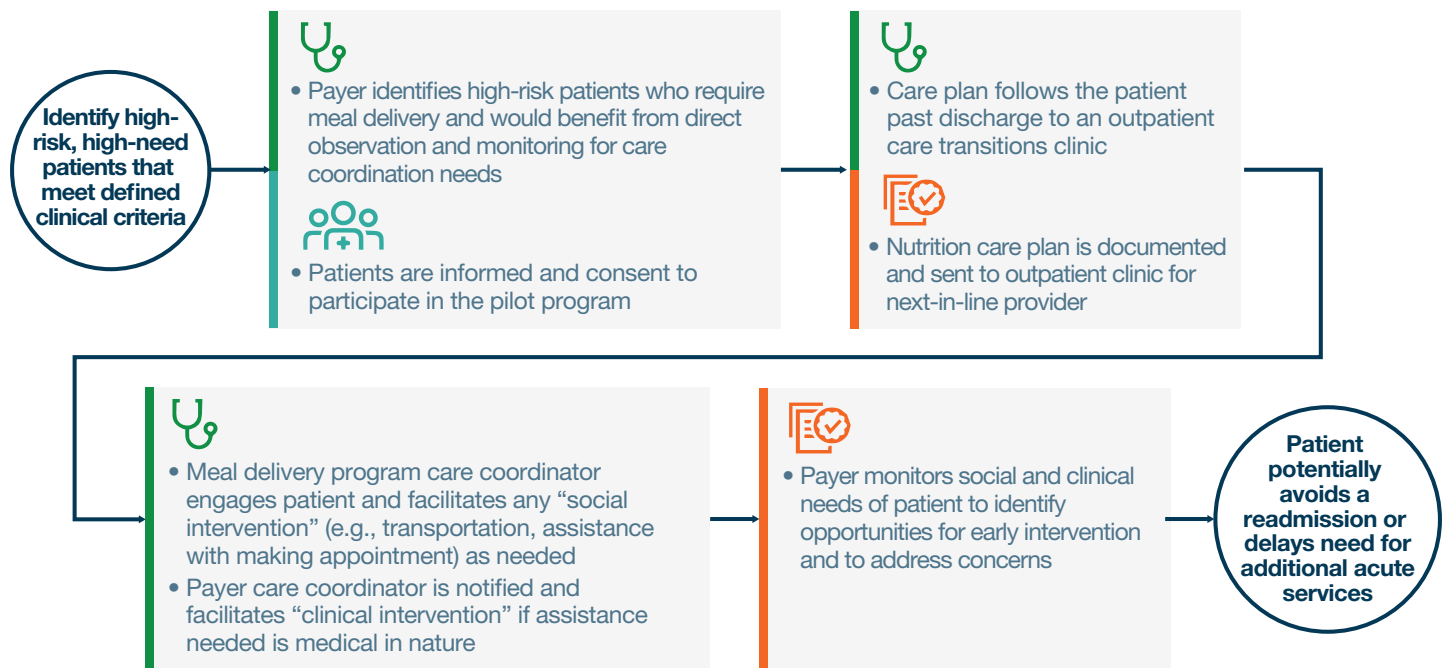 Identify high-
risk, high-need
patients that
meet defined
clinical criteria
• Payer identifies high-risk patients who require
meal delivery and would benefit from direct
observation and monitoring for care
coordination needs
• Patients are informed and consent to
participate in the pilot program
• Care plan follows the patient
past discharge to an outpatient
care transitions clinic
• Nutrition care plan is documented
and sent to outpatient clinic for
next-in-line provider
• Meal delivery program care coordinator
engages patient and facilitates any “social
intervention” (e.g., transportation, assistance
with making appointment) as needed
• Payer care coordinator is notified and
facilitates “clinical intervention” if assistance
needed is medical in nature
• Payer monitors social and clinical
needs of patient to identify
opportunities for early intervention
and to address concerns
Patient
potentially
avoids a
readmission or
delays need for
additional acute
services